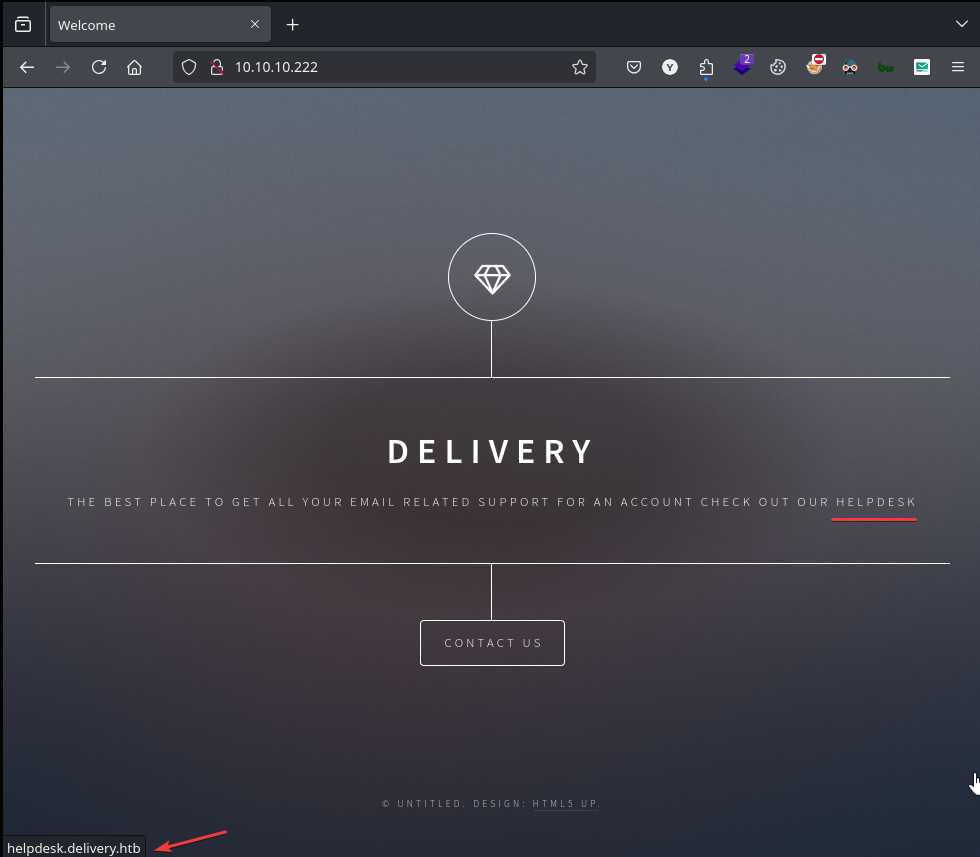 Welcome
10.10.10.222
2
Y
DELIVERY
THE BEST PLACE TO GET ALL YOUR EMAIL RELATED SUPPORT FOR AN ACCOUNT CHECK OUT OUR HELPDESK
CONTACT US
© UNTITLED. DESIGN: HTML5 UP.
helpdesk.delivery.htb